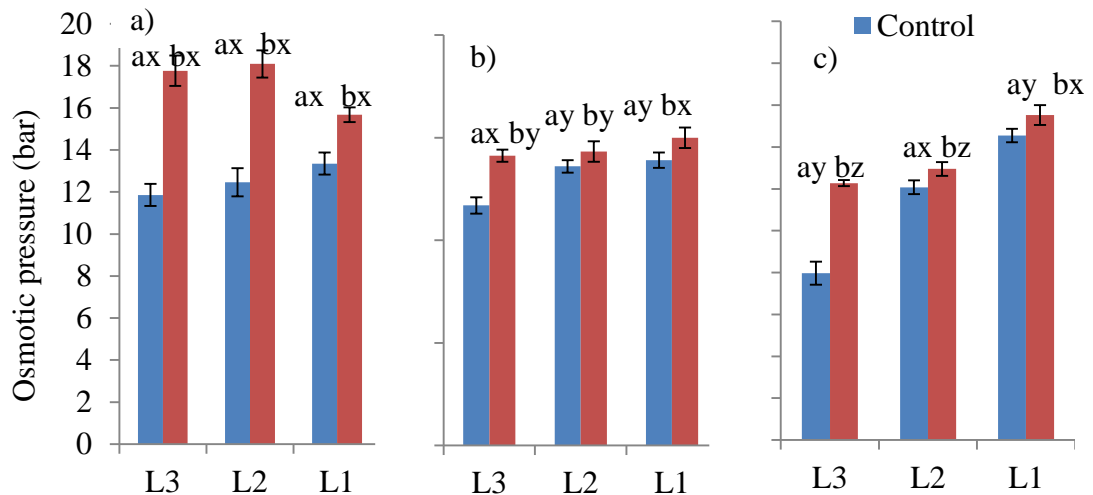 Osmotic pressure (bar)
20
18
16
14
12
10
8
6
4
2
0
a)
ax bx
ax bx
ax bx
L3
L2
L1
b)
ax by
ay by
ay bx
L3
L2
L1
Control
c)
ay bz
ax bz
ay bx
L3
L2
L1